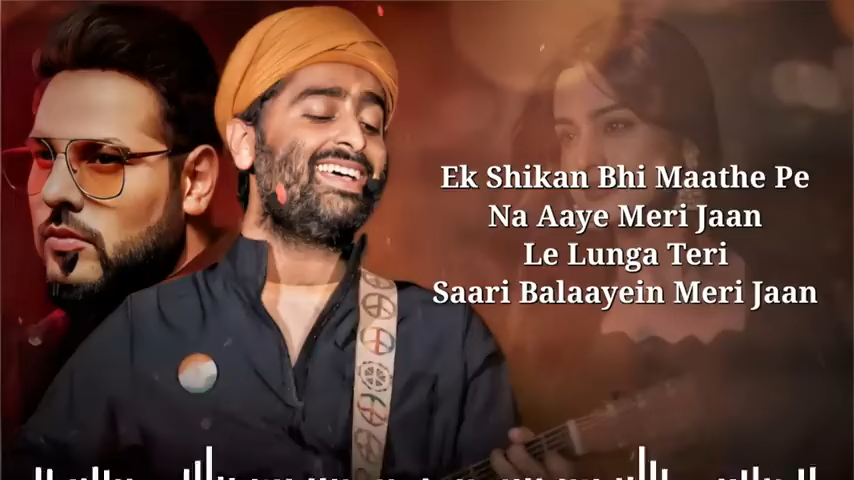 Ek Shikan Bhi Maathe Pe
Na Aaye Meri Jaan
Le Lunga Teri
Saari Balaayein Meri Jaan